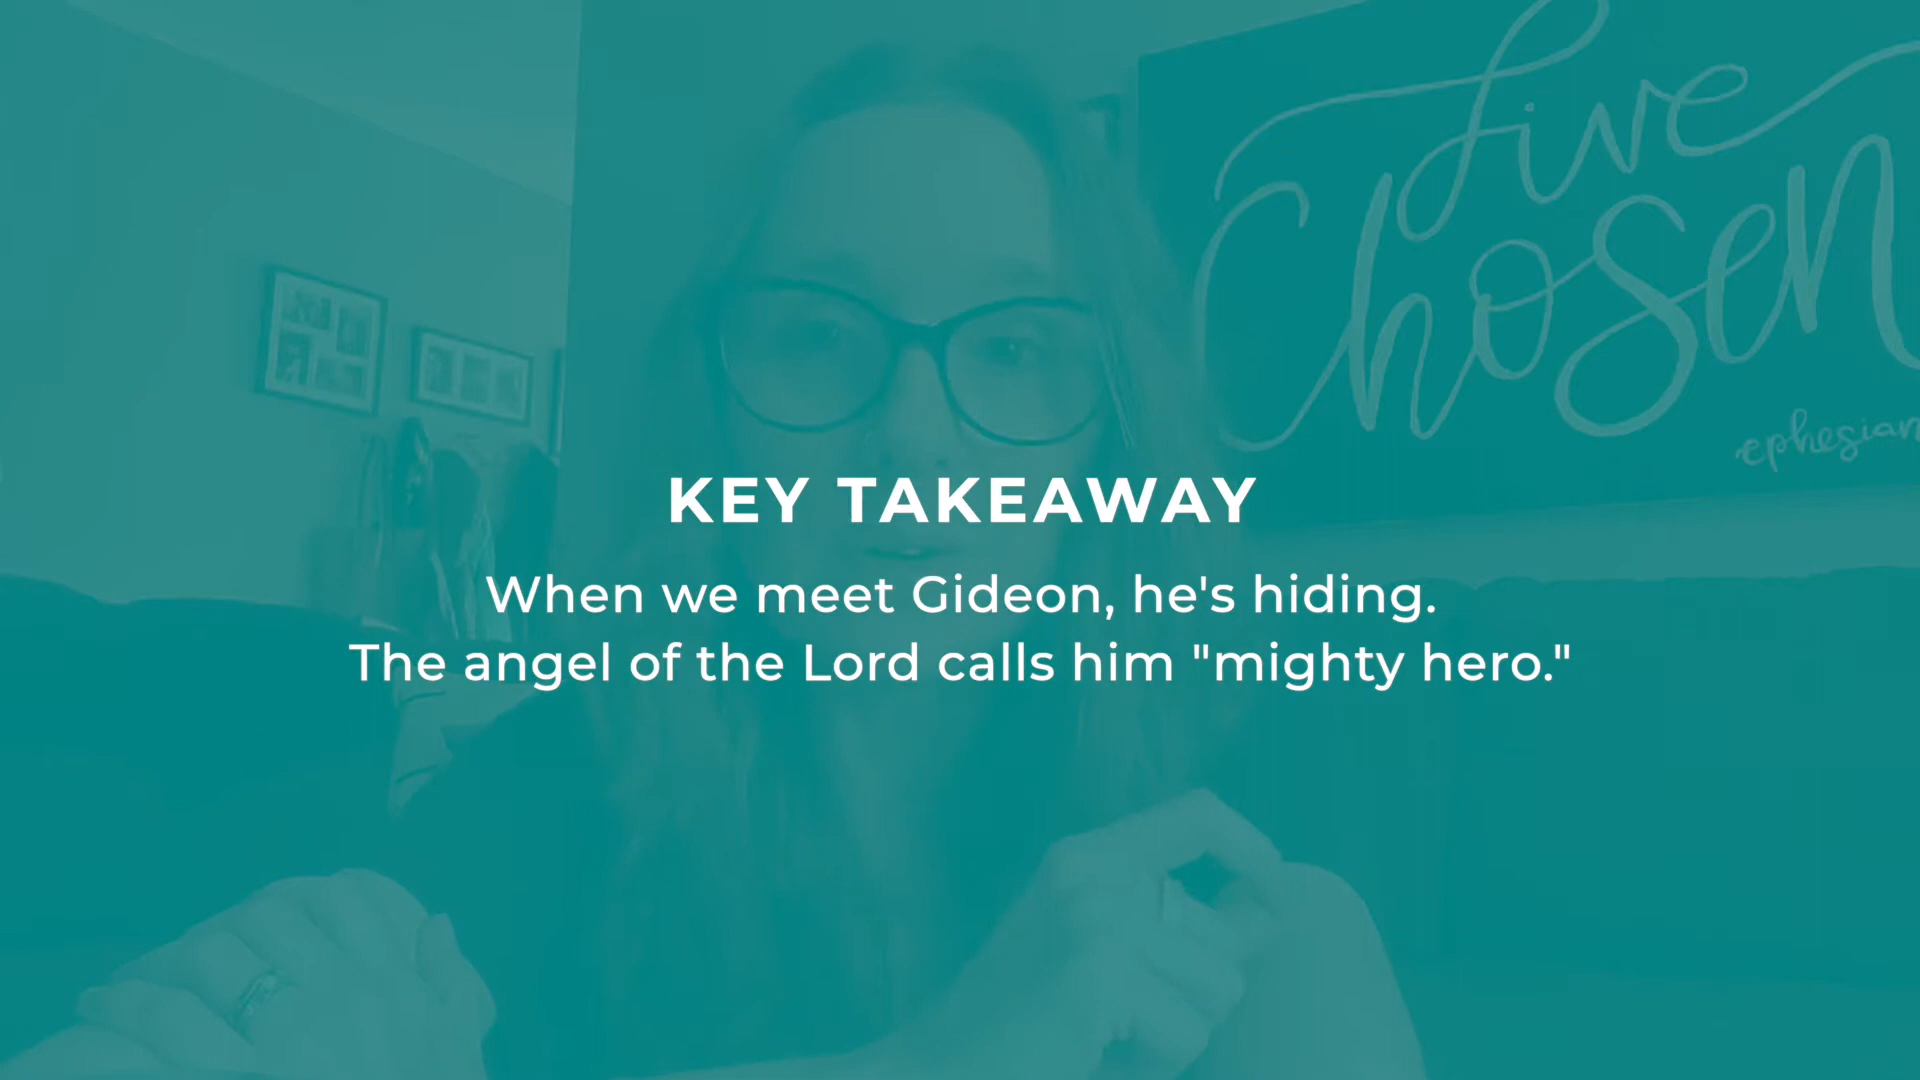 Live
Chosen
ephesian
KEY TAKEAWAY
When we meet Gideon, he's hiding.
The angel of the Lord calls him "mighty hero."